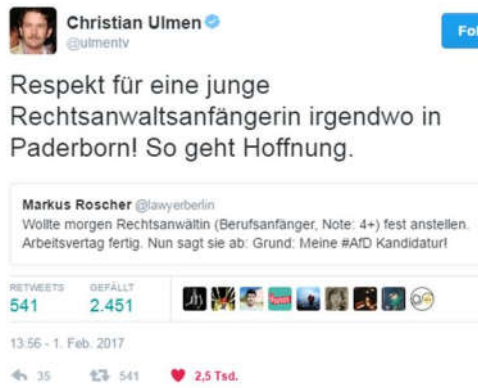 Christian Ulmen
@ulmentv
Respekt für eine junge
Rechtsanwaltsanfängerin irgendwo in
Paderborn! So geht Hoffnung.
Markus Roscher @lawyerberlin
Wollte morgen Rechtsanwältin (Berufsanfänger, Note: 4+) fest anstellen.
Arbeitsvertag fertig. Nun sagt sie ab: Grund: Meine #AfD Kandidatur!
RETWEETS GEFÄLLT
541 2.451
13:56 - 1. Feb. 2017
35 541 2,5 Tsd.